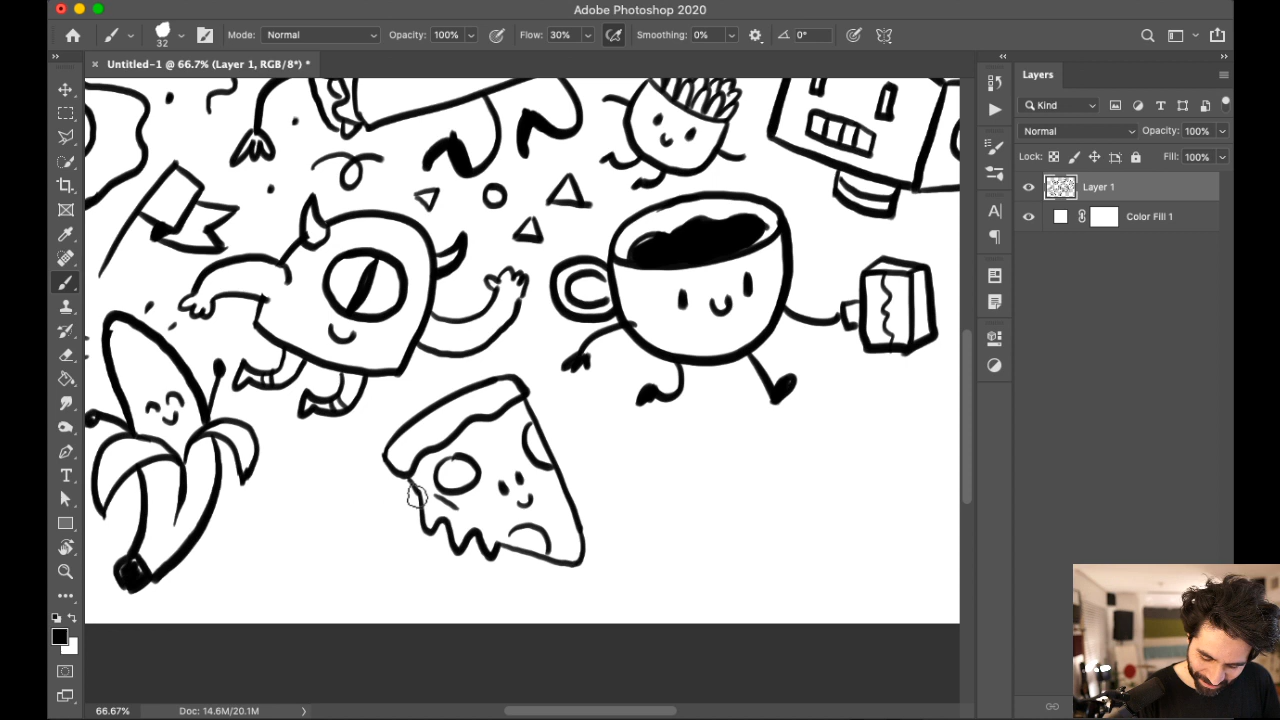 Adobe Photoshop 2020
32
Mode: Normal
Opacity: 100%
Flow: 30%
Smoothing: 0%
0°
× Untitled-1 @ 66.7% (Layer 1, RGB/8*) *
Layers
Kind
Normal
Opacity: 100%
Lock:
Fill: 100%
Layer 1
Color Fill 1
66.67%
Doc: 14.6M/20.1M